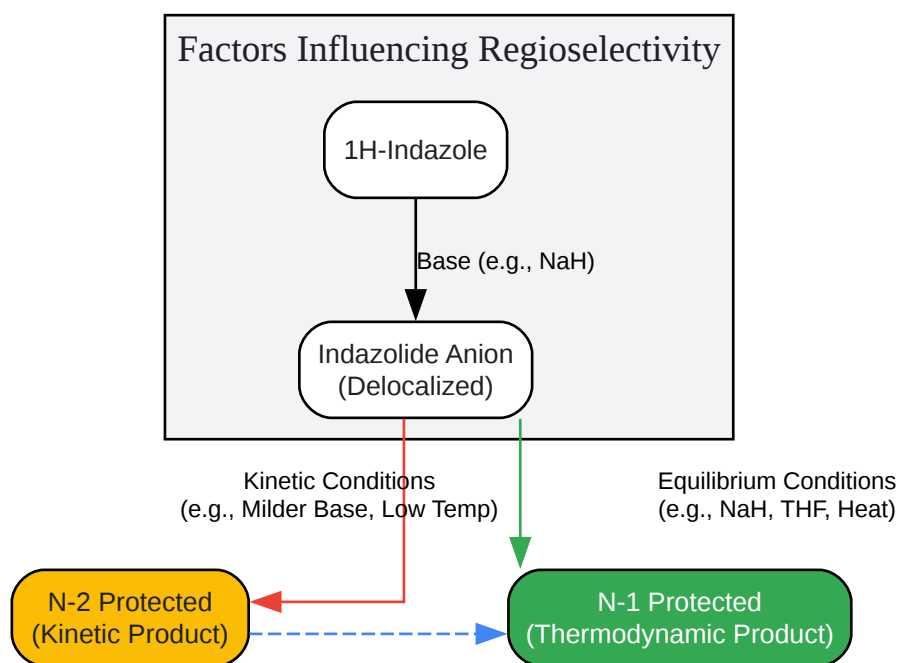 Factors Influencing Regioselectivity
1H-Indazole
Base (e.g., NaH)
Indazolide Anion
(Delocalized)
Kinetic Conditions
(e.g., Milder Base, Low Temp)
Equilibrium Conditions
(e.g., NaH, THF, Heat)
N-2 Protected
(Kinetic Product)
N-1 Protected
(Thermodynamic Product)